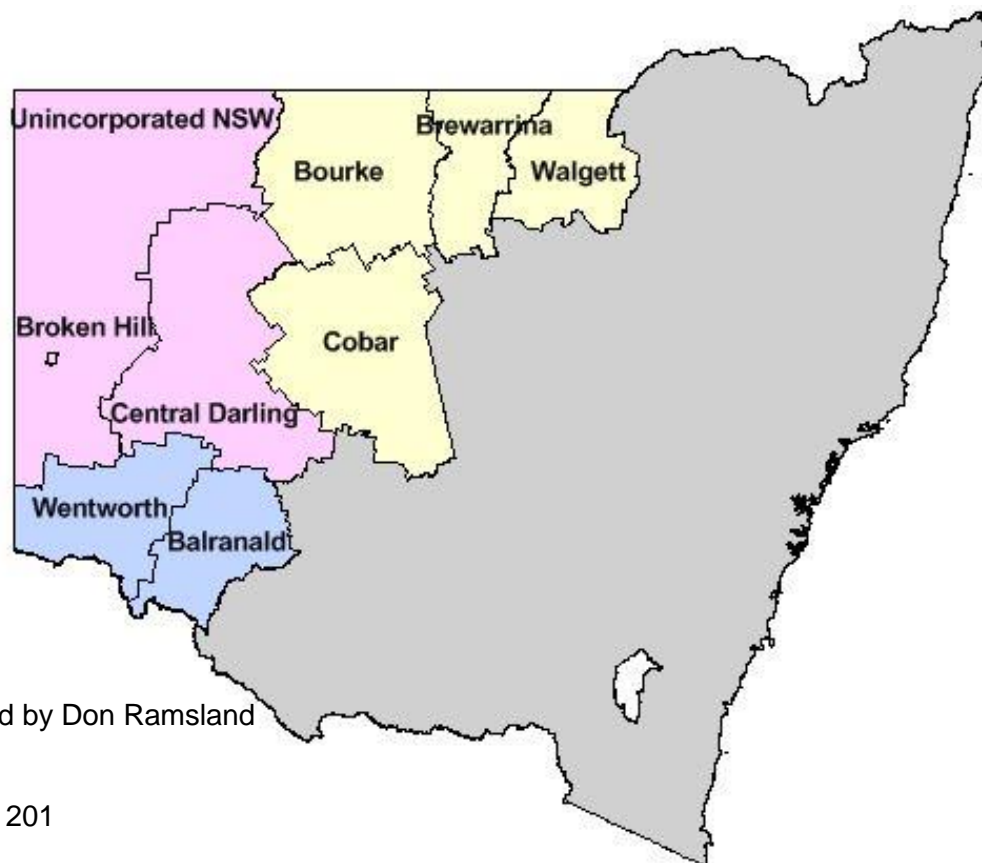 Unincorporated NSW
Brewarrina
Bourke
Walgett
Broken Hill
Cobar
Central Darling
Wentworth
Balranald
d by Don Ramsland
201